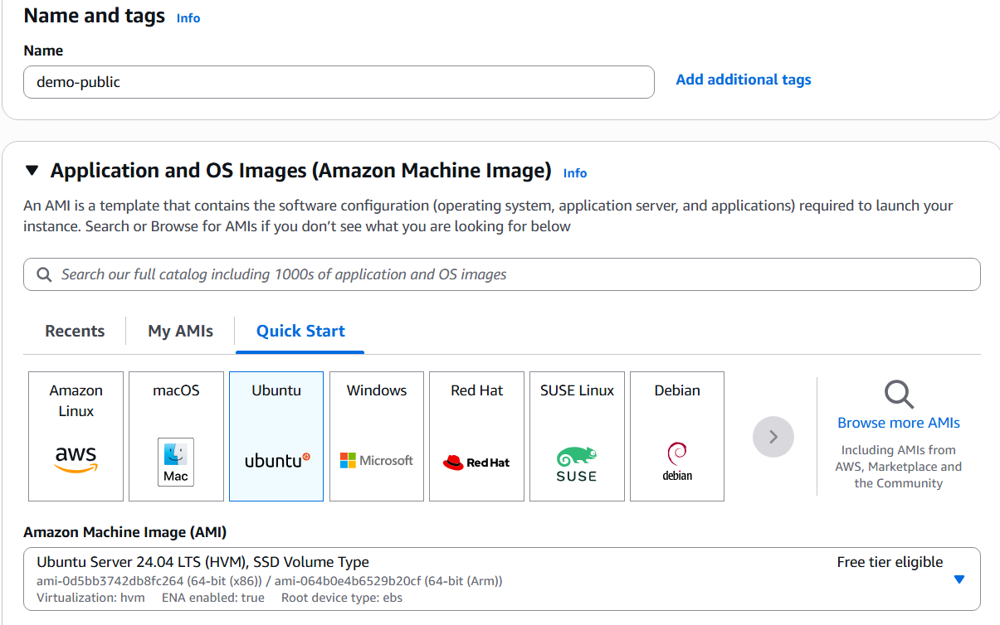 Name and tags Info
Name
demo-public
Add additional tags
Application and OS Images (Amazon Machine Image) Info
An AMI is a template that contains the software configuration (operating system, application server, and applications) required to launch your
instance. Search or Browse for AMIs if you don’t see what you are looking for below
Search our full catalog including 1000s of application and OS images
Recents
My AMIs
Quick Start
Amazon
Linux
aws
macOS
Mac
Ubuntu
ubuntu
Windows
Microsoft
Red Hat
Red Hat
SUSE Linux
SUSE
Debian
debian
Browse more AMIs
Including AMIs from
AWS, Marketplace and
the Community
Amazon Machine Image (AMI)
Ubuntu Server 24.04 LTS (HVM), SSD Volume Type
Free tier eligible
ami-0d5bb3742db8fc264 (64-bit (x86)) / ami-064b0e4b6529b20cf (64-bit (Arm))
Virtualization: hvm ENA enabled: true Root device type: ebs